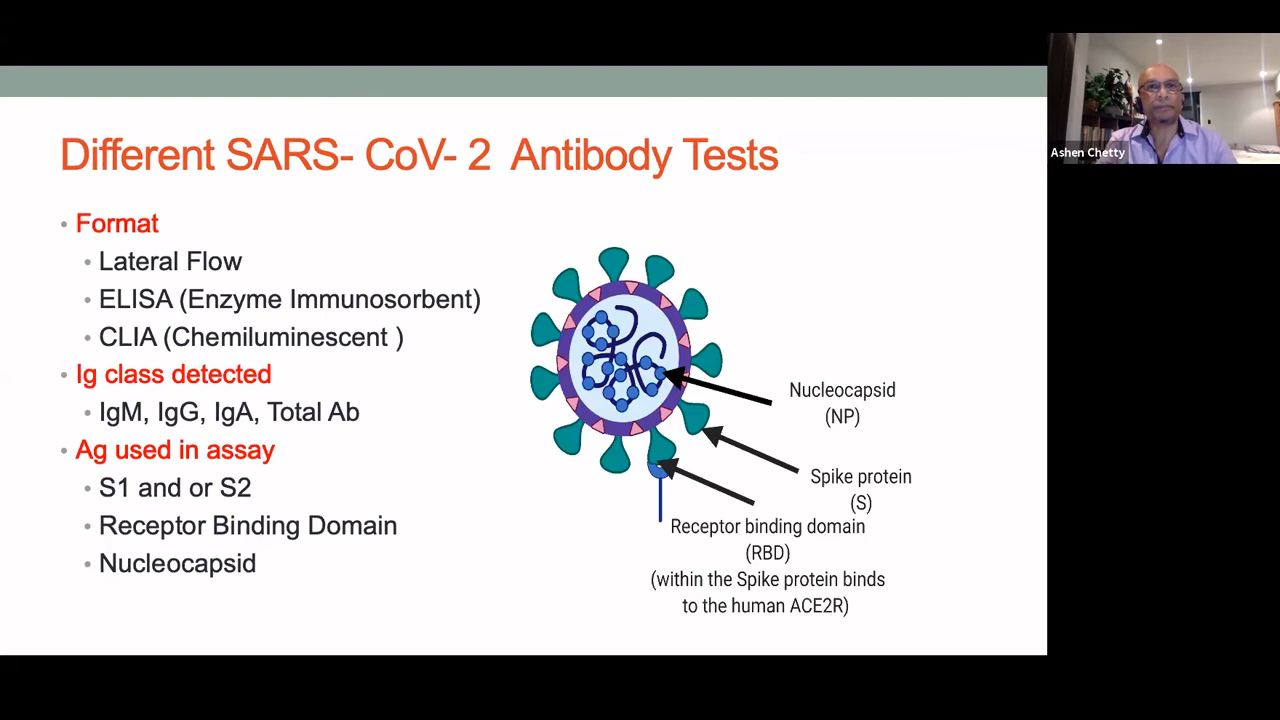 Different SARS- CoV- 2 Antibody Tests
• Format
• Lateral Flow
• ELISA (Enzyme Immunosorbent)
• CLIA (Chemiluminescent )
• Ig class detected
• IgM, IgG, IgA, Total Ab
• Ag used in assay
• S1 and or S2
• Receptor Binding Domain
• Nucleocapsid
Nucleocapsid
(NP)
Spike protein
(S)
Receptor binding domain
(RBD)
(within the Spike protein binds
to the human ACE2R)
Ashen Chetty